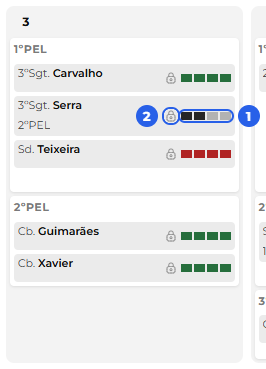 3
1ºPEL
3ºSgt. Carvalho
3ºSgt. Serra
2ºPEL
2
1
Sd. Teixeira
2ºPEL
Cb. Guimarães
Cb. Xavier